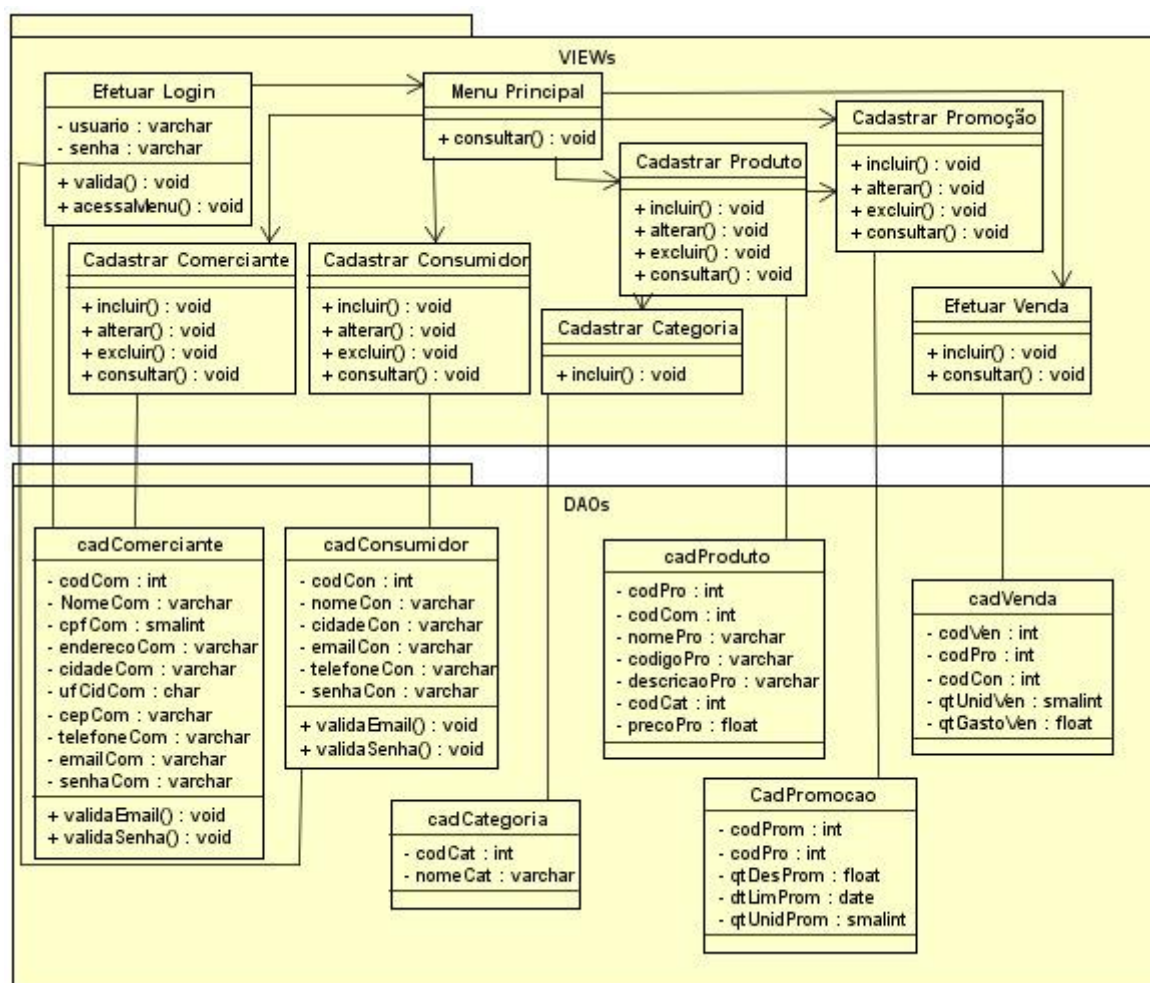 VIEWs
Efetuar Login
- usuario : varchar
- senha : varchar
+ valida() : void
+ acessaMenu() : void
Menu Principal
+ consultar() : void
Cadastrar Promoção
+ incluir() : void
+ alterar() : void
+ excluir() : void
+ consultar() : void
Cadastrar Produto
+ incluir() : void
+ alterar() : void
+ excluir() : void
+ consultar() : void
Cadastrar Comerciante
+ incluir() : void
+ alterar() : void
+ excluir() : void
+ consultar() : void
Cadastrar Consumidor
+ incluir() : void
+ alterar() : void
+ excluir() : void
+ consultar() : void
Cadastrar Categoria
+ incluir() : void
Efetuar Venda
+ incluir() : void
+ consultar() : void
DAOs
cadComerciante
- codCom : int
- NomeCom : varchar
- cpfCom : smalint
- enderecoCom : varchar
- cidadeCom : varchar
- ufCidCom : char
- cepCom : varchar
- telefoneCom : varchar
- emailCom : varchar
- senhaCom : varchar
+ validaEmail() : void
+ validaSenha() : void
cadConsumidor
- codCon : int
- nomeCon : varchar
- cidadeCon : varchar
- emailCon : varchar
- telefoneCon : varchar
- senhaCon : varchar
+ validaEmail() : void
+ validaSenha() : void
cadProduto
- codPro : int
- codCom : int
- nomePro : varchar
- codigoPro : varchar
- descricaoPro : varchar
- codCat : int
- precoPro : float
cadVenda
- codVen : int
- codPro : int
- codCon : int
- qtUnidVen : smalint
- qtGastoVen : float
cadCategoria
- codCat : int
- nomeCat : varchar
CadPromocao
- codProm : int
- codPro : int
- qtDesProm : float
- dtLimProm : date
- qtUnidProm : smalint